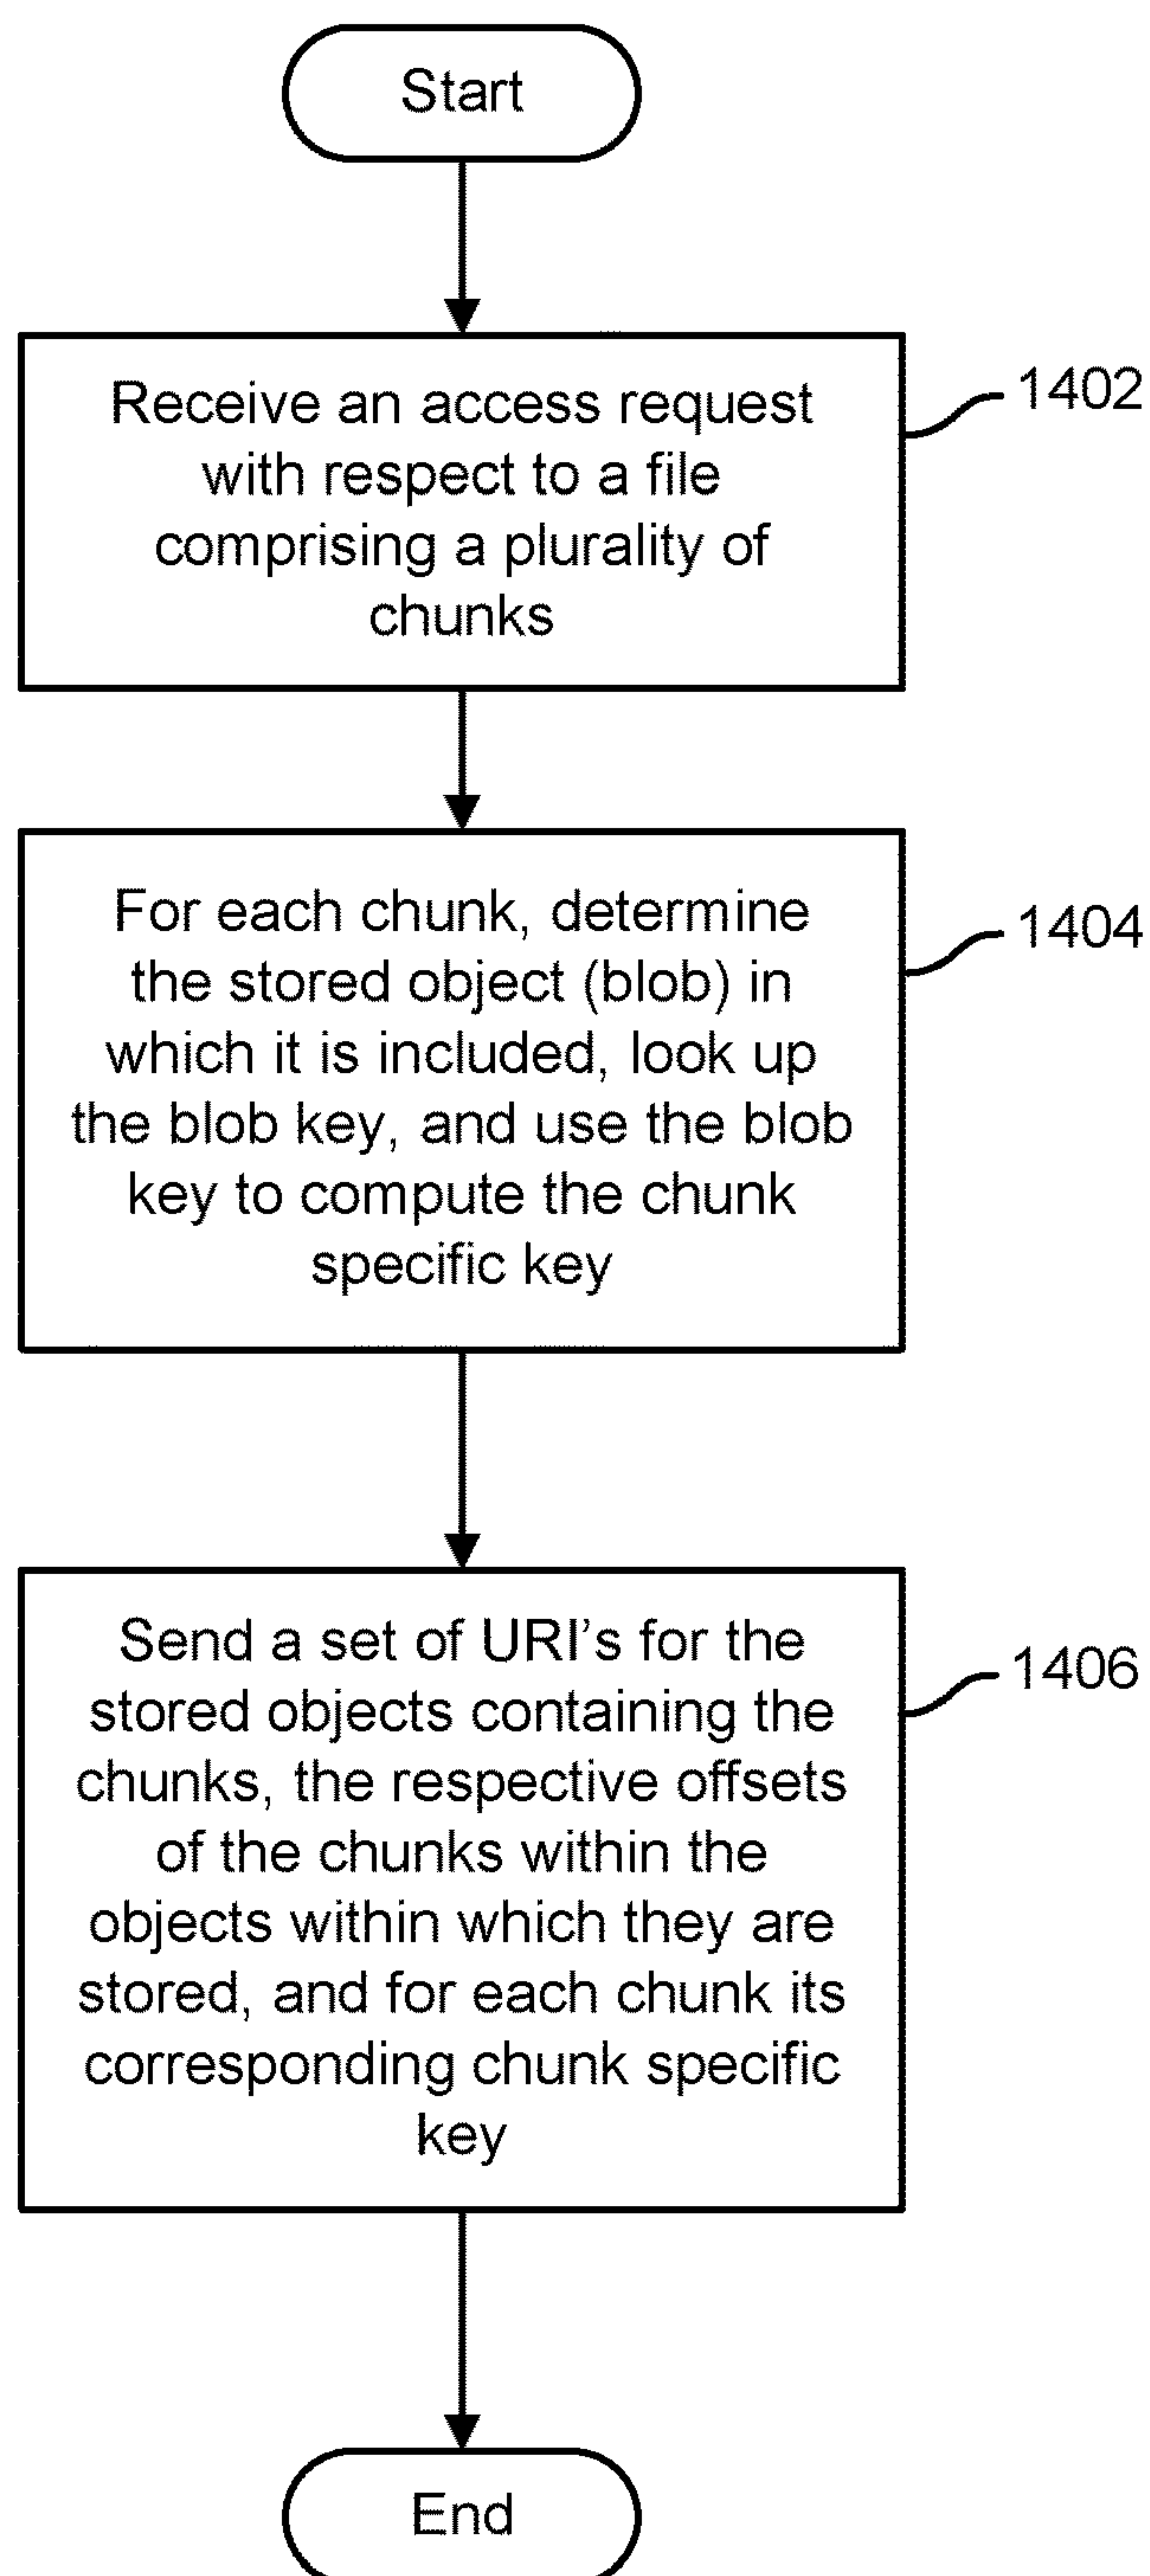 Start
Receive an access request
with respect to a file
comprising a plurality of
chunks
1402
For each chunk, determine
the stored object (blob) in
which it is included, look up
the blob key, and use the blob
key to compute the chunk
specific key
1404
Send a set of URI’s for the
stored objects containing the
chunks, the respective offsets
of the chunks within the
objects within which they are
stored, and for each chunk its
corresponding chunk specific
key
1406
End